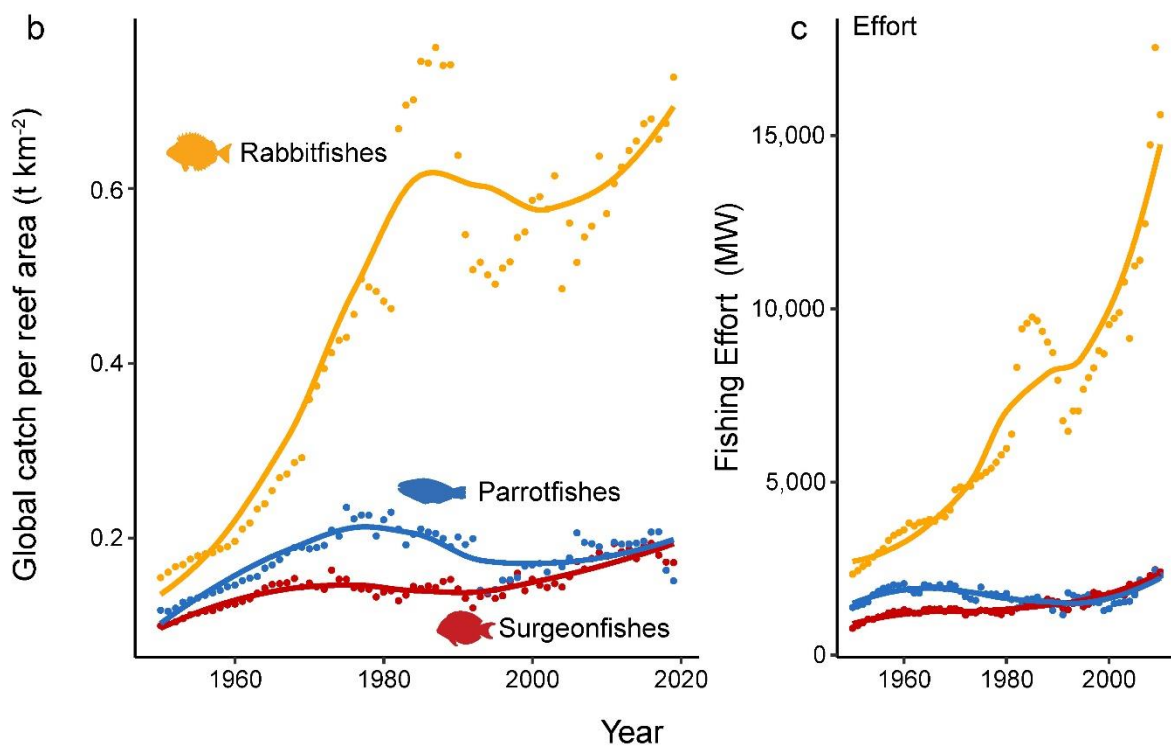 b
Global catch per reef area (t km⁻²)
0.6
0.4
0.2
Rabbitfishes
Parrotfishes
Surgeonfishes
1960
1980
2000
2020
c
Effort
Fishing Effort (MW)
15,000
10,000
5,000
0
1960
1980
2000
Year